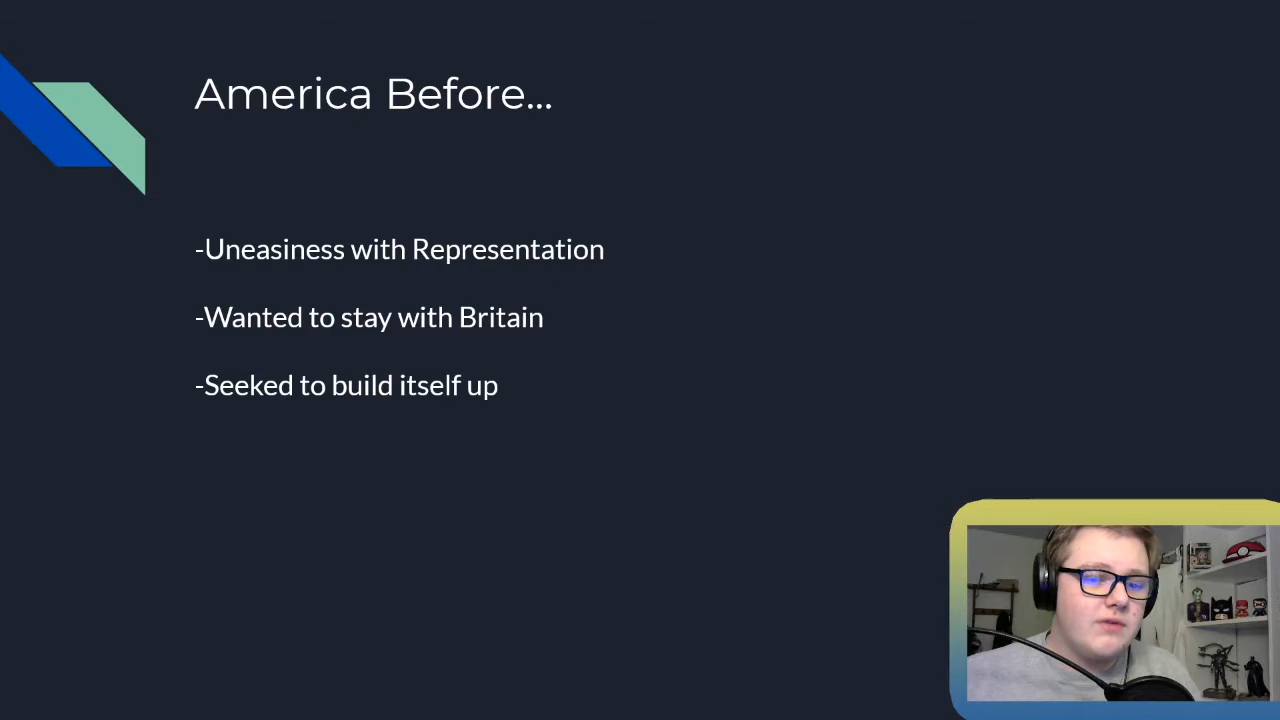 America Before...
-Uneasiness with Representation
-Wanted to stay with Britain
-Seeked to build itself up